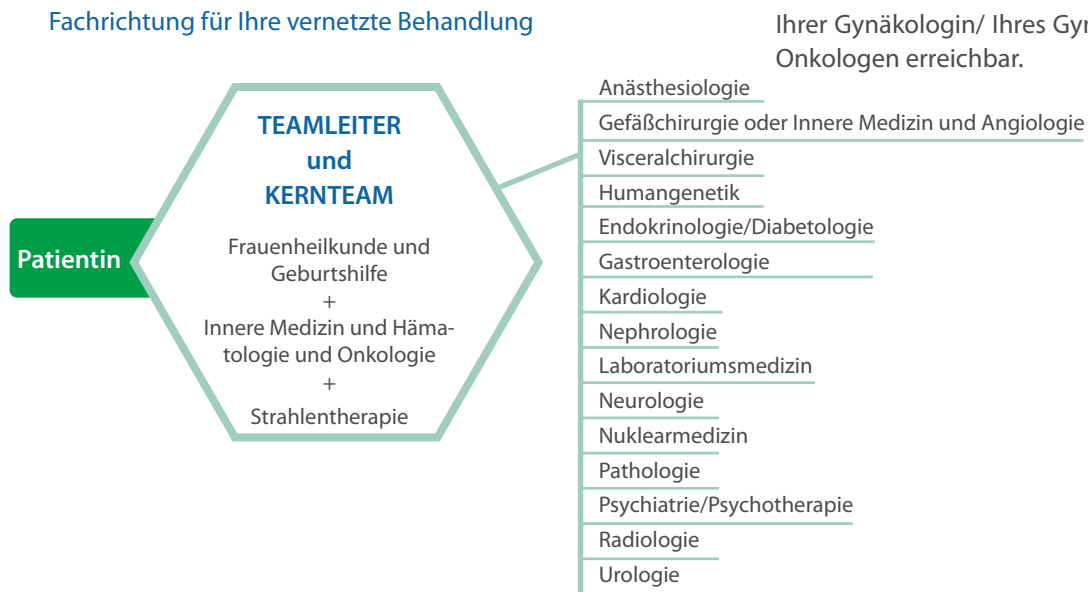 Fachrichtung für Ihre vernetzte Behandlung
Ihrer Gynäkologin/ Ihres
Onkologen erreichbar.
Patientin
TEAMLEITER
und
KERNTEAM
Frauenheilkunde und
Geburtshilfe
+
Innere Medizin und Häma-
tologie und Onkologie
+
Strahlentherapie
Anästhesiologie
Gefäßchirurgie oder Innere Medizin und Angiologie
Visceralchirurgie
Humangenetik
Endokrinologie/Diabetologie
Gastroenterologie
Kardiologie
Nephrologie
Laboratoriumsmedizin
Neurologie
Nuklearmedizin
Pathologie
Psychiatrie/Psychotherapie
Radiologie
Urologie